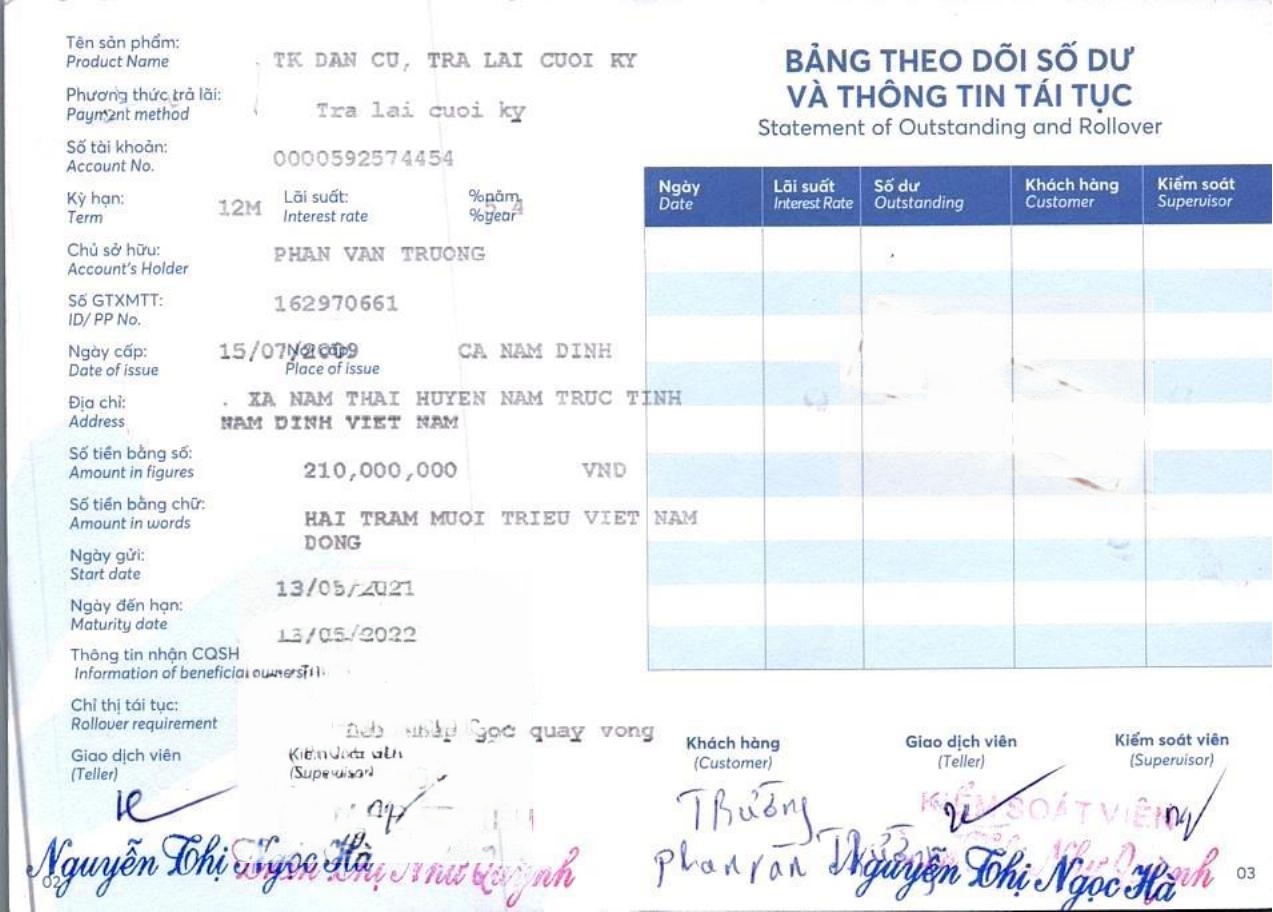 Tên sản phẩm:
Product Name
TK DAN CU, TRA LAI CUOI KY
Phương thức trả lãi:
Payment method
Tra lai cuoi ky
Số tài khoản:
Account No.
0000592574454
Kỳ hạn:
Term
12M
Lãi suất:
Interest rate
%năm
%year
5.4
Chủ sở hữu:
Account's Holder
PHAN VAN TRUONG
Số GTXMTT:
ID/ PP No.
162970661
Ngày cấp:
Date of issue
15/07/2009
Nơi cấp:
Place of issue
CA NAM DINH
Địa chỉ:
Address
. XA NAM THAI HUYEN NAM TRUC TINH
NAM DINH VIET NAM
Số tiền bằng số:
Amount in figures
210,000,000 VND
Số tiền bằng chữ:
Amount in words
HAI TRAM MUOI TRIEU VIET NAM
DONG
Ngày gửi:
Start date
13/05/2021
Ngày đến hạn:
Maturity date
13/05/2022
Thông tin nhận CQSH
Information of beneficial owners
Chỉ thị tái tục:
Rollover requirement
goc quay vong
Giao dịch viên
(Teller)
(Supervisor)
Nguyễn Thị Ngọc Hà
02
BẢNG THEO DÕI SỐ DƯ
VÀ THÔNG TIN TÁI TỤC
Statement of Outstanding and Rollover
Ngày
Date
Lãi suất
Interest Rate
Số dư
Outstanding
Khách hàng
Customer
Kiểm soát
Supervisor
Khách hàng
(Customer)
Giao dịch viên
(Teller)
Kiểm soát viên
(Supervisor)
KIỂM SOÁT VIÊN
Trường
Phan Văn Trường
Nguyễn Thị Ngọc Hà
03